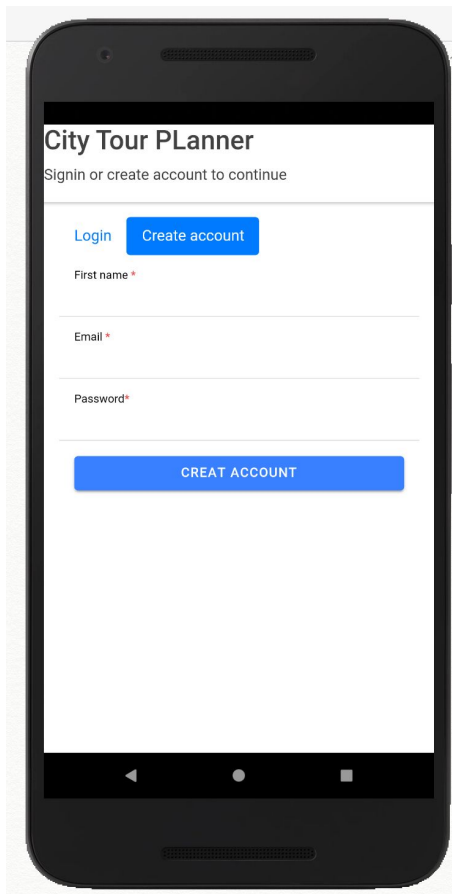 City Tour PLanner
Signin or create account to continue
Login Create account
First name *
Email *
Password*
CREAT ACCOUNT